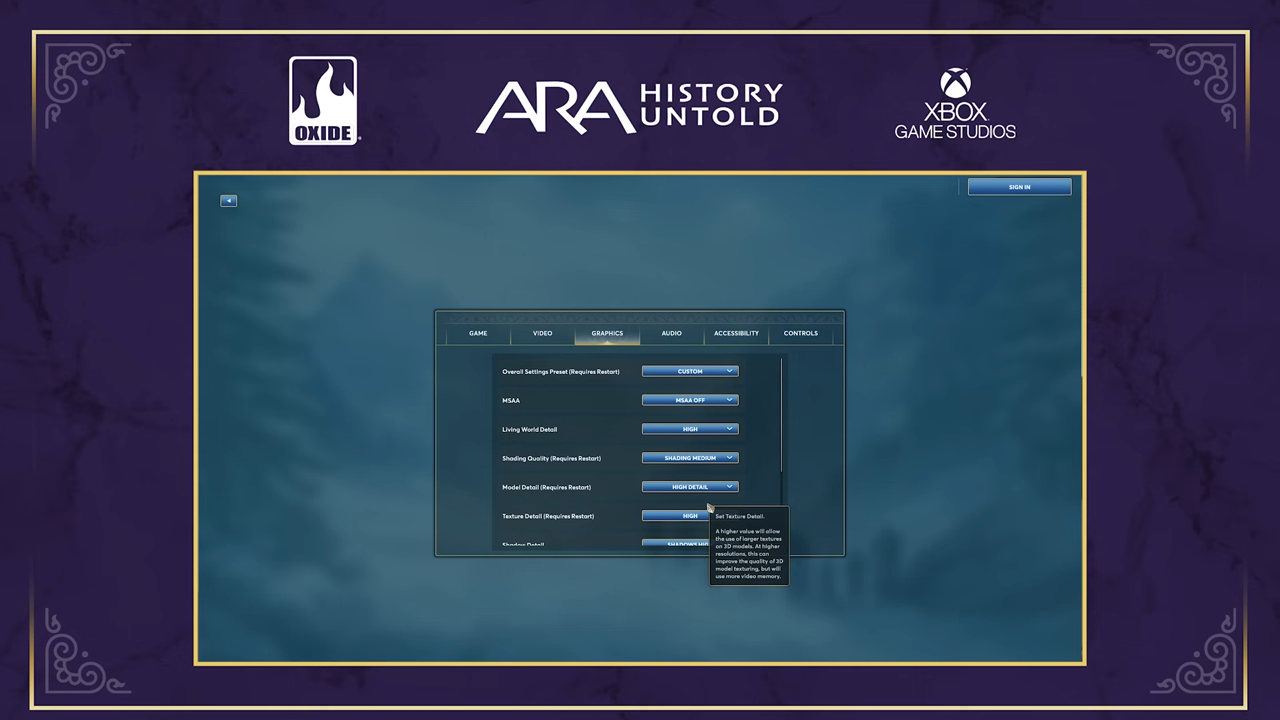 OXIDE
ARA HISTORY UNTOLD
XBOX
GAME STUDIOS
SIGN IN
GAME
VIDEO
GRAPHICS
AUDIO
ACCESSIBILITY
CONTROLS
Overall Settings Preset (Requires Restart)
CUSTOM
MSAA
MSAA OFF
Living World Detail
HIGH
Shading Quality (Requires Restart)
SHADING MEDIUM
Model Detail (Requires Restart)
HIGH DETAIL
Texture Detail (Requires Restart)
HIGH
Set Texture Detail.
A higher value will allow
the use of larger textures
on 3D models. At higher
resolutions, this can
improve the quality of 3D
model texturing, but will
use more video memory.
Shadow Detail